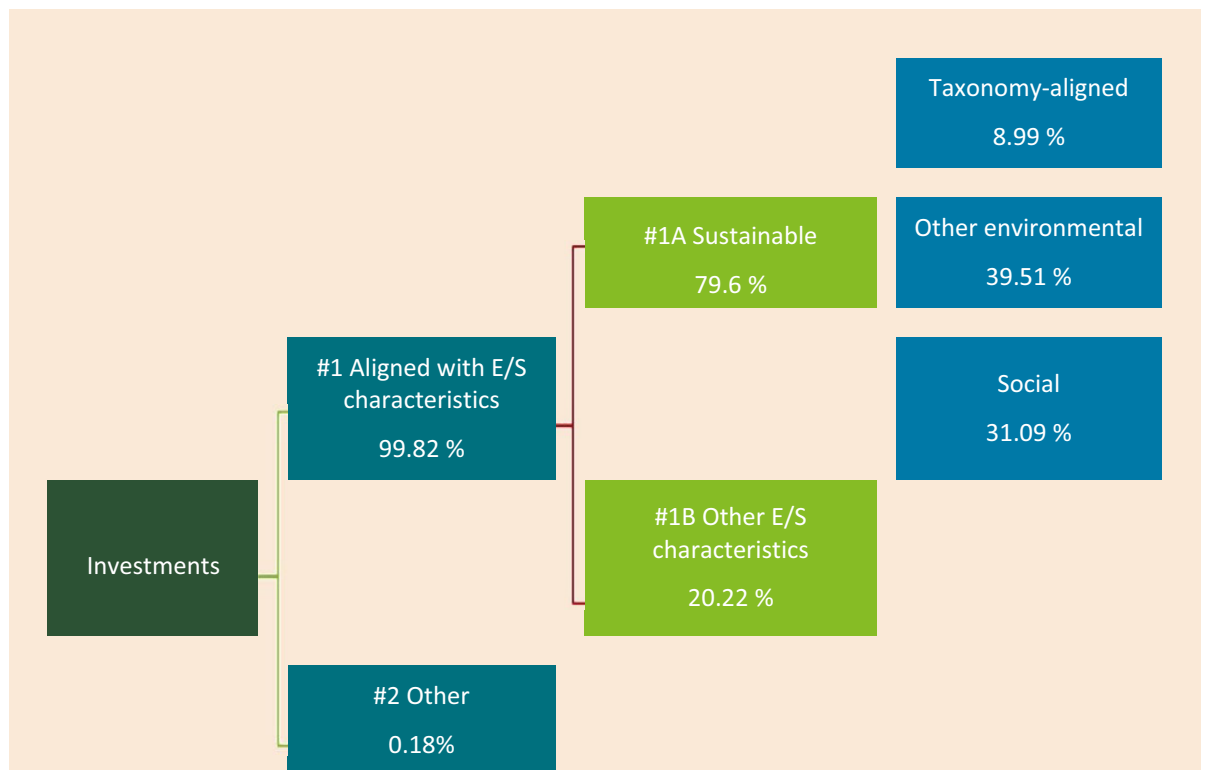 Taxonomy-aligned
8.99 %
#1A Sustainable
79.6 %
Other environmental
39.51 %
#1 Aligned with E/S
characteristics
99.82 %
Social
31.09 %
Investments
#1B Other E/S
characteristics
20.22 %
#2 Other
0.18%